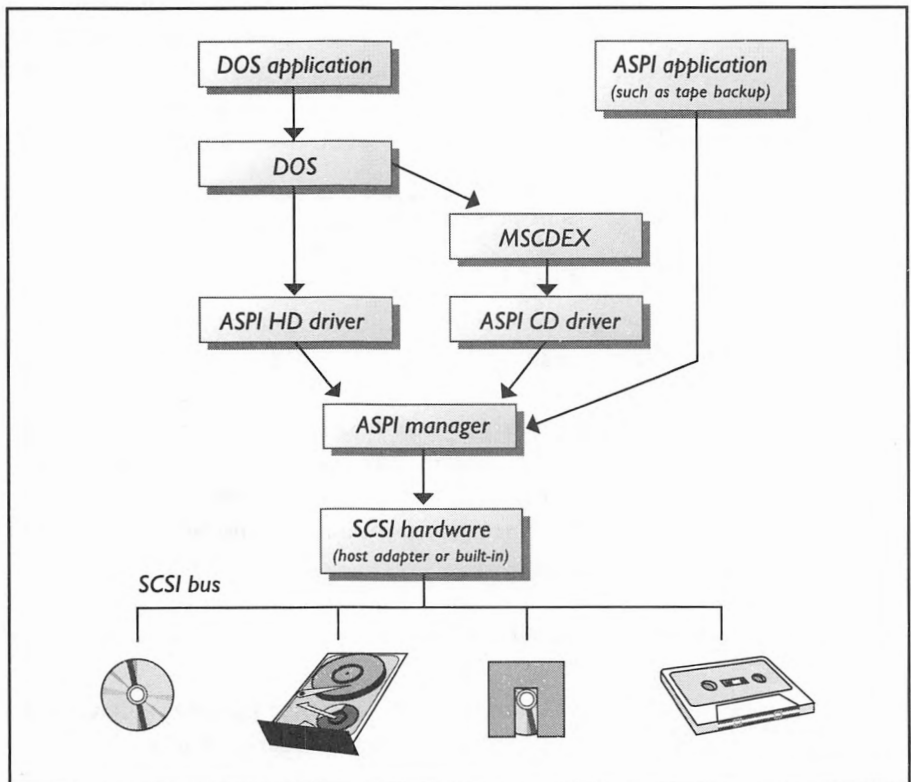 DOS application
ASPI application
(such as tape backup)
DOS
MSCDEX
ASPI HD driver
ASPI CD driver
ASPI manager
SCSI hardware
(host adapter or built-in)
SCSI bus